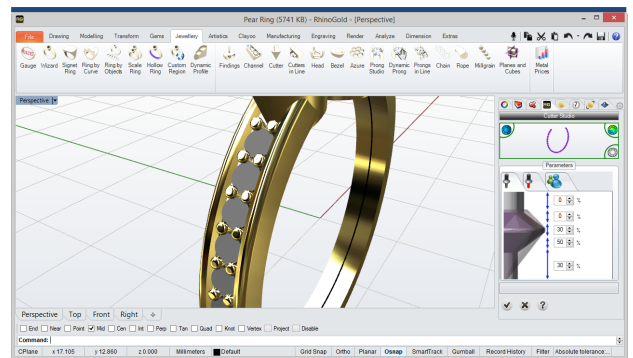 Pear Ring (5741 KB) - RhinoGold - [Perspective]
File Drawing Modelling Transform Gems Jewellery Artistics Clayoo Manufacturing Engraving Render Analyze Dimension Extras
Gauge Wizard Signet Ring Ring by Curve Ring by Objects Scale Ring Hollow Ring Custom Region Dynamic Profile Findings Channel Cutter Cutters in Line Head Bezel Azure Prong Studio Dynamic Prong Prongs in Line Chain Rope Millgrain Planes and Cubes Metal Prices
Perspective
Cutter Studio
Parameters
0 %
0 %
30 %
50 %
30 %
Perspective Top Front Right
End Near Point Mid Cen Int Perp Tan Quad Knot Vertex Project Disable
Command:
CPlane x 17.105 y 12.860 z 0.000 Millimeters Default Grid Snap Ortho Planar Osnap SmartTrack Gumball Record History Filter Absolute tolerance:...